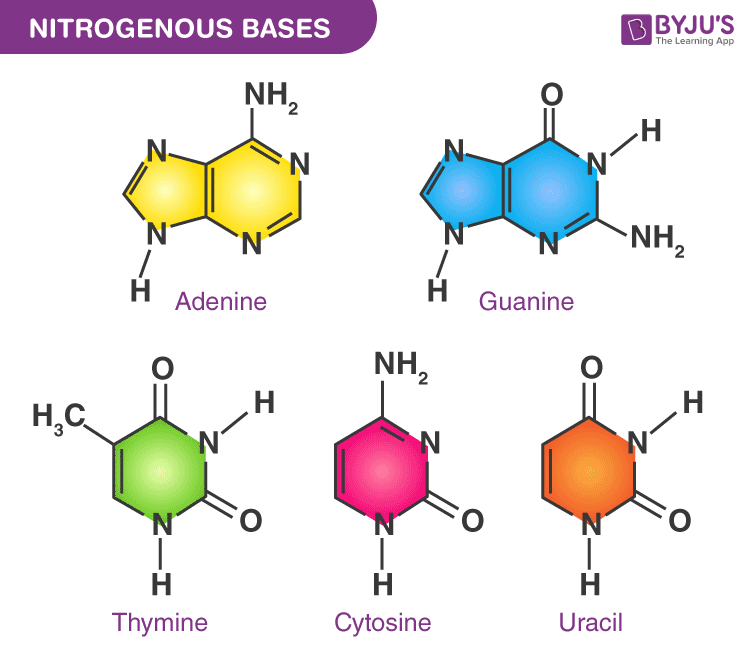 NITROGENOUS BASES
BYJU'S
The Learning App
NH2
N
N
N
N
H
Adenine
O
H
N
N
N
N
NH2
H
Guanine
O
H3C
H
N
O
N
H
Thymine
NH2
N
O
N
H
Cytosine
O
H
N
O
N
H
Uracil